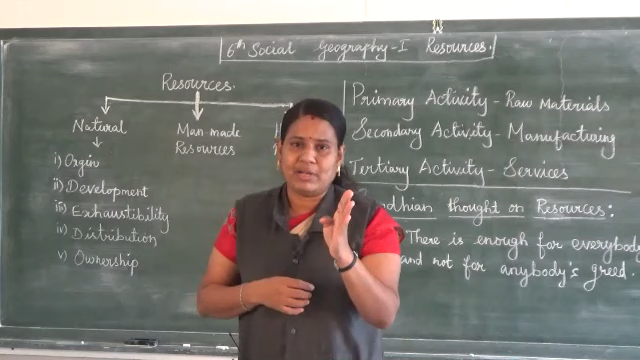 6th Social Geography-I Resources.
Resources.
Natural
Man-made
Resources
H
i) Orgin
ii) Development
iii) Exhaustibility
iv) Distribution
v) Ownership
Primary Activity - Raw Materials
Secondary Activity - Manufacturing
Tertiary Activity - Services
dhian thought on Resources:
There is enough for everybody
and not for anybody's greed.